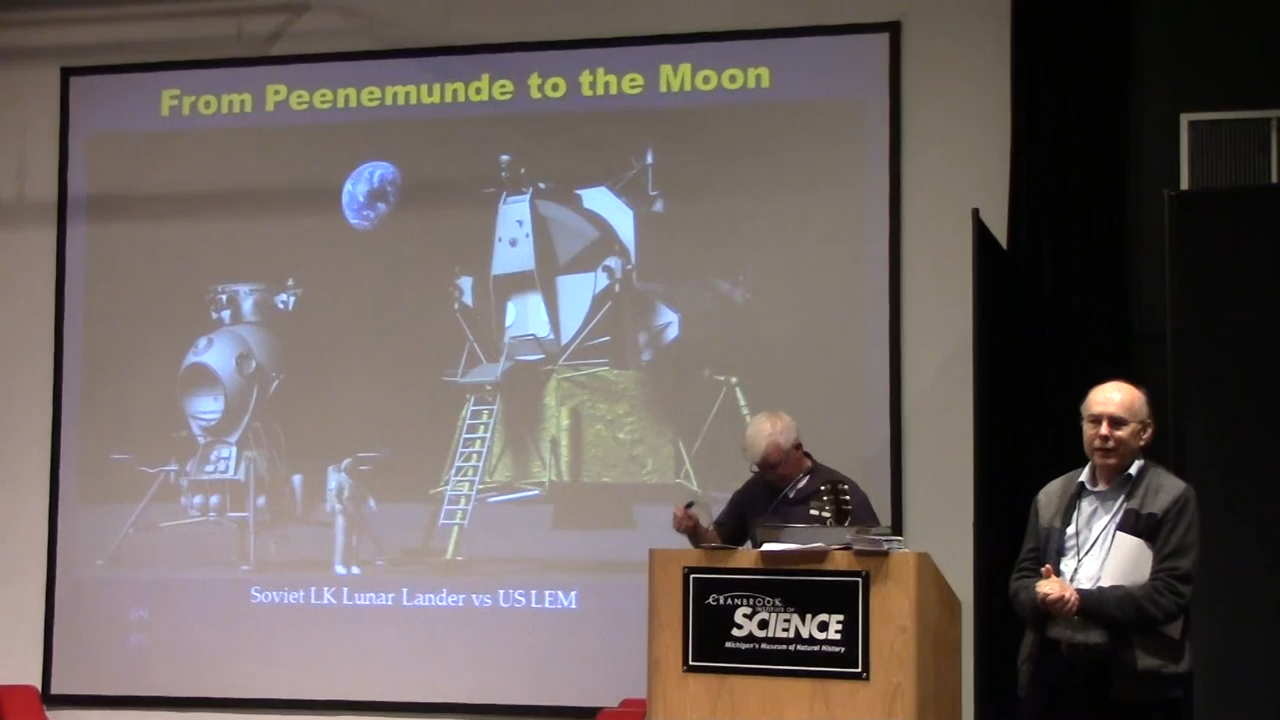 From Peenemunde to the Moon
Soviet LK Lunar Lander vs US LEM
CRANBROOK
INSTITUTE OF
SCIENCE
Michigan's Museum of Natural History